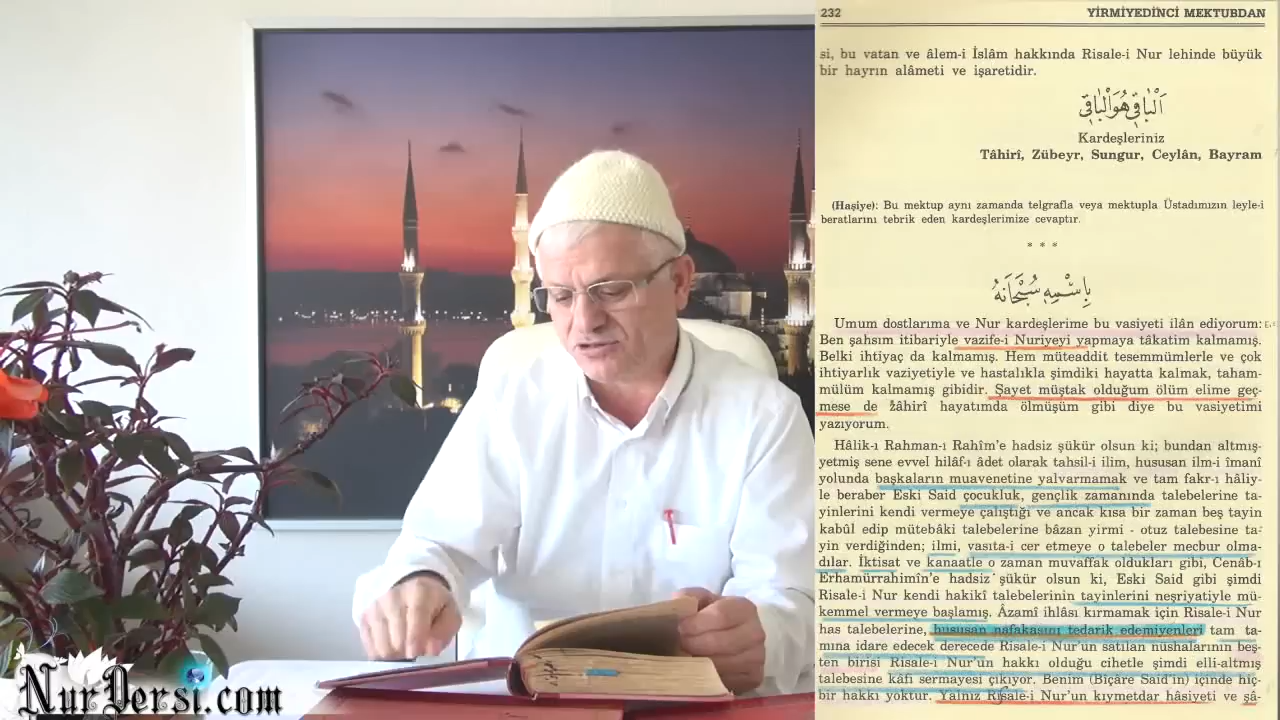 232 YİRMİYEDİNCİ MEKTUBDAN
si, bu vatan ve âlem-i İslâm hakkında Risale-i Nur lehinde büyük
bir hayrın alâmeti ve işaretidir.
اَلْبَاقِى هُوَ الْبَاقِى
Kardeşleriniz
Tâhirî, Zübeyr, Sungur, Ceylân, Bayram
(Haşiye): Bu mektup aynı zamanda telgrafla veya mektupla Üstadımızın leyle-i
beratlarını tebrik eden kardeşlerimize cevaptır.
* * *
بِاسْمِهٖ سُبْحَانَهُ
Umum dostlarıma ve Nur kardeşlerime bu vasiyeti ilân ediyorum:
Ben şahsım itibariyle vazife-i Nuriyeyi yapmaya tâkatim kalmamış.
Belki ihtiyaç da kalmamış. Hem müteaddit tesemmümlerle ve çok
ihtiyarlık vaziyetiyle ve hastalıkla şimdiki hayatta kalmak, taham-
mülüm kalmamış gibidir. Şayet müştak olduğum ölüm elime geç-
mese de zâhirî hayatımda ölmüşüm gibi diye bu vasiyetimi
yazıyorum.
Hâlik-ı Rahman-ı Rahîm'e hadsiz şükür olsun ki; bundan altmış-
yetmiş sene evvel hilâf-ı âdet olarak tahsil-i ilim, hususan ilm-i îmanî
yolunda başkaların muavenetine yalvarmamak ve tam fakr-ı hâliy-
le beraber Eski Said çocukluk, gençlik zamanında talebelerine ta-
yinlerini kendi vermeye çalıştığı ve ancak kısa bir zaman beş tayin
kabûl edip mütebâki talebelerine bâzan yirmi - otuz talebesine ta-
yin verdiğinden; ilmi, vasıta-i cer etmeye o talebeler mecbur olma-
dılar. İktisat ve kanaatle o zaman muvaffak oldukları gibi, Cenâb-ı
Erhamürrahimîn'e hadsiz şükür olsun ki, Eski Said gibi şimdi
Risale-i Nur kendi hakikî talebelerinin tayinlerini neşriyatiyle mü-
kemmel vermeye başlamış. Âzamî ihlâsı kırmamak için Risale-i Nur
has talebelerine, hususan nafakasını tedarik edemiyenleri tam ta-
mına idare edecek derecede Risale-i Nur'un satılan nüshalarının beş-
ten birisi Risale-i Nur'un hakkı olduğu cihetle şimdi elli-altmış
talebesine kâfi sermayesi çıkıyor. Benim (Bîçâre Said'in) içinde hiç-
bir hakkı yoktur. Yalnız Risale-i Nur'un kıymetdar hâsiyeti ve şâ-
NurDersi.com